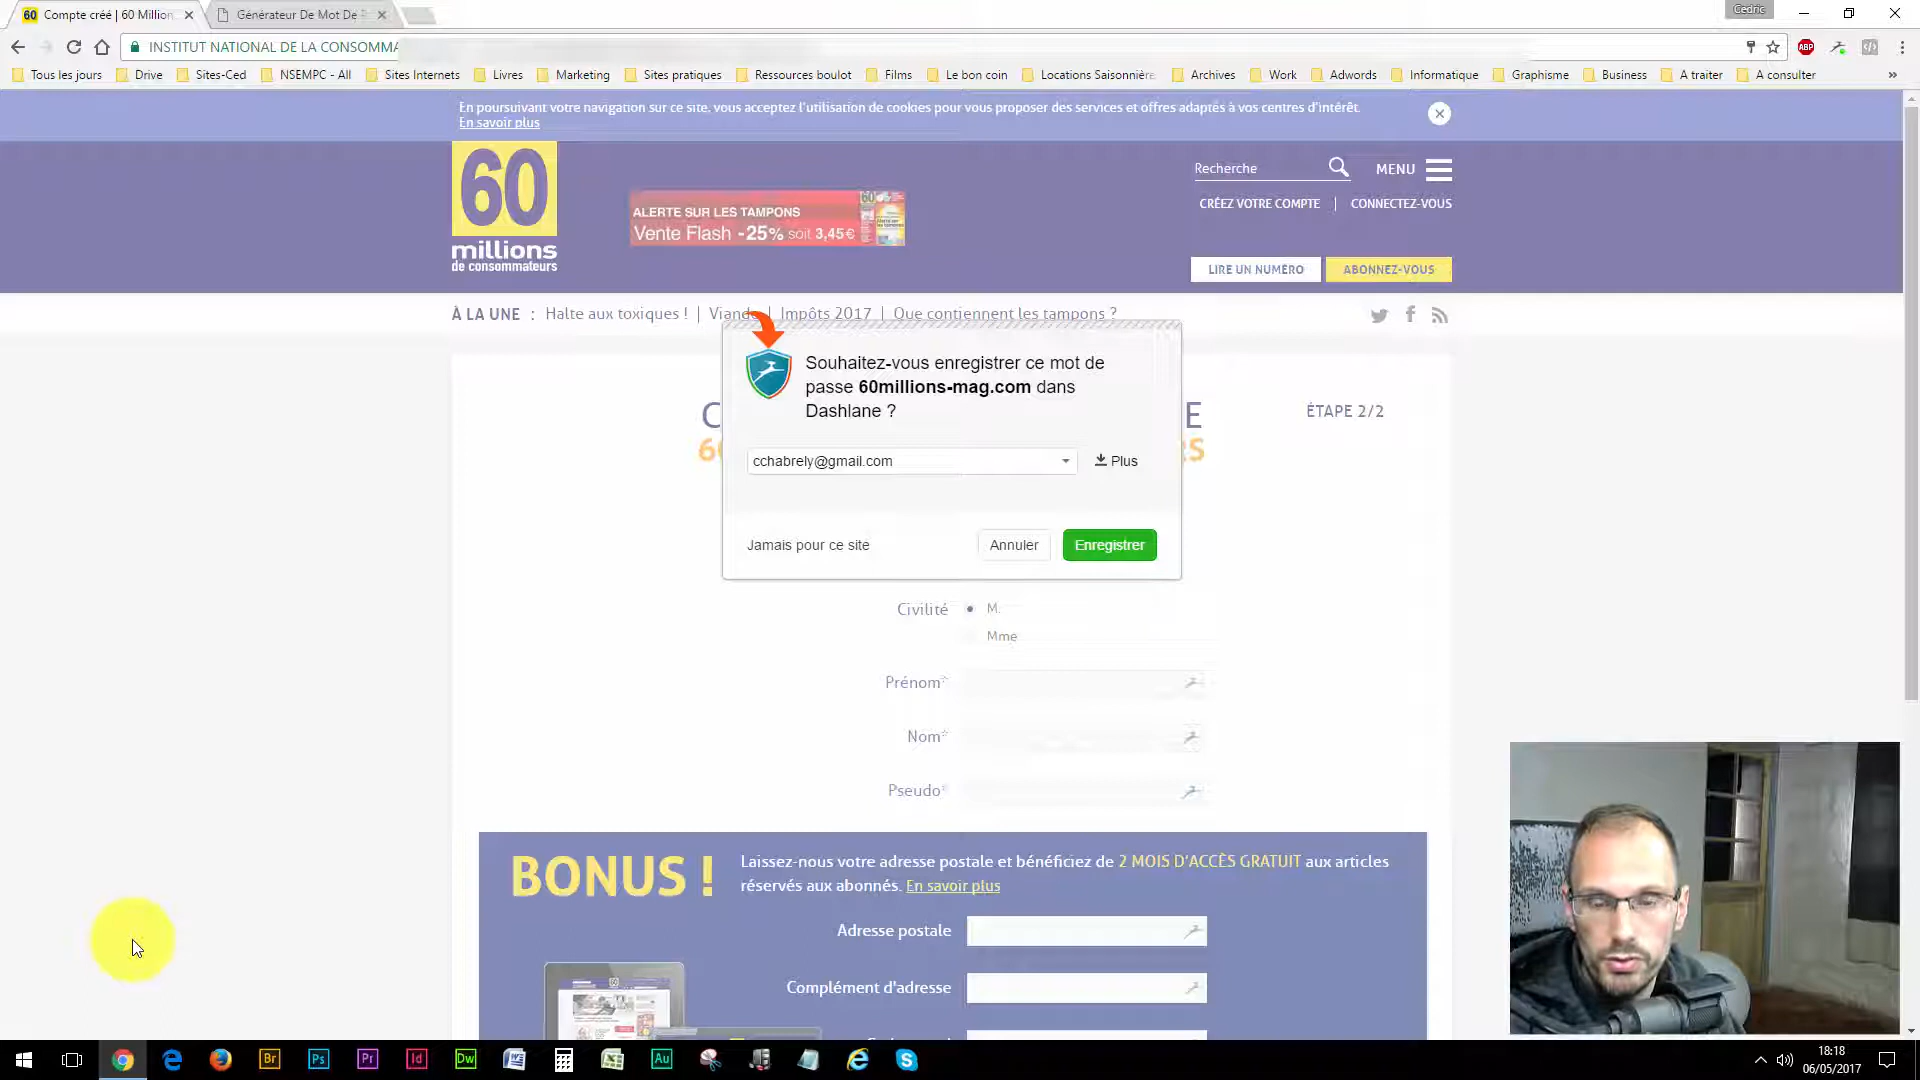 Compte créé | 60 Million
Générateur De Mot De
Cedric
INSTITUT NATIONAL DE LA CONSOMMA
ABP
Tous les jours
Drive
Sites-Ced
NSEMPC - All
Sites Internets
Livres
Marketing
Sites pratiques
Ressources boulot
Films
Le bon coin
Locations Saisonnière
Archives
Work
Adwords
Informatique
Graphisme
Business
A traiter
A consulter
»
En poursuivant votre navigation sur ce site, vous acceptez l'utilisation de cookies pour vous proposer des services et offres adaptés à vos centres d'intérêt.
En savoir plus
60
millions
de consommateurs
ALERTE SUR LES TAMPONS
Vente Flash -25% soit 3,45€
Recherche
MENU
CRÉEZ VOTRE COMPTE | CONNECTEZ-VOUS
LIRE UN NUMÉRO
ABONNEZ-VOUS
À LA UNE : Halte aux toxiques ! | Viande | Impôts 2017 | Que contiennent les tampons ?
Souhaitez-vous enregistrer ce mot de
passe 60millions-mag.com dans
Dashlane ?
ÉTAPE 2/2
cchabrely@gmail.com
Plus
Jamais pour ce site
Annuler
Enregistrer
Civilité
M.
Mme
Prénom*
Nom*
Pseudo*
BONUS !
Laissez-nous votre adresse postale et bénéficiez de 2 MOIS D'ACCÈS GRATUIT aux articles
réservés aux abonnés. En savoir plus
Adresse postale
Complément d'adresse
Br
Ps
Pr
Id
Dw
Au
18:18
06/05/2017